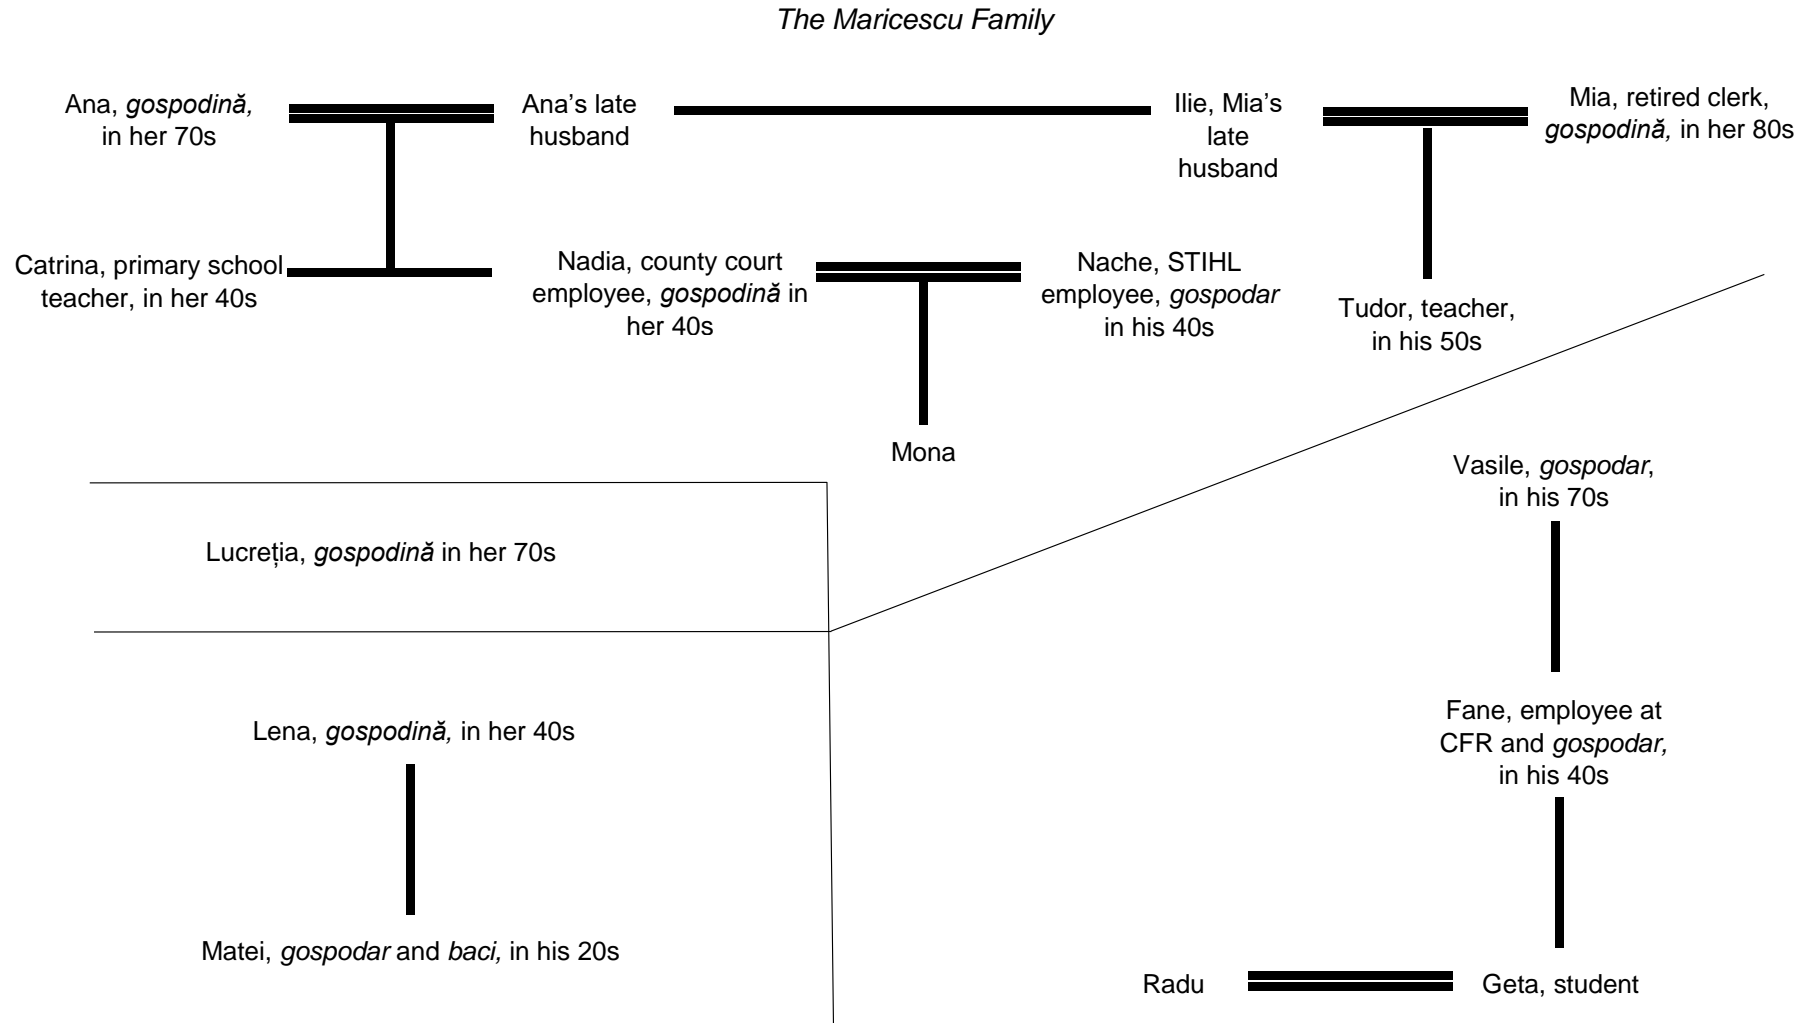 The Maricescu Family
Ana, gospodină,
in her 70s
Ana’s late
husband
Ilie, Mia’s
late
husband
Mia, retired clerk,
gospodină, in her 80s
Catrina, primary school
teacher, in her 40s
Nadia, county court
employee, gospodină in
her 40s
Nache, STIHL
employee, gospodar
in his 40s
Tudor, teacher,
in his 50s
Mona
Vasile, gospodar,
in his 70s
Lucreția, gospodină in her 70s
Lena, gospodină, in her 40s
Fane, employee at
CFR and gospodar,
in his 40s
Matei, gospodar and baci, in his 20s
Radu
Geta, student